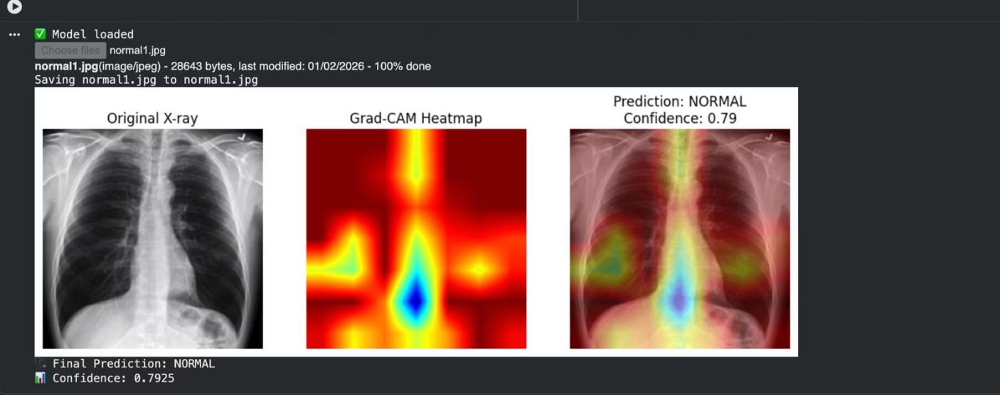 ✅ Model loaded
Choose files normal1.jpg
normal1.jpg(image/jpeg) - 28643 bytes, last modified: 01/02/2026 - 100% done
Saving normal1.jpg to normal1.jpg
Original X-ray
Grad-CAM Heatmap
Prediction: NORMAL
Confidence: 0.79
🩺 Final Prediction: NORMAL
📊 Confidence: 0.7925